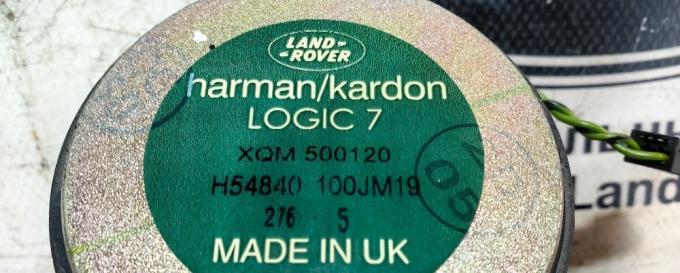 LAND-
-ROVER
harman/kardon
LOGIC 7
XQM 500120
H54840 100JM19
276 5
MADE IN UK
05
Land